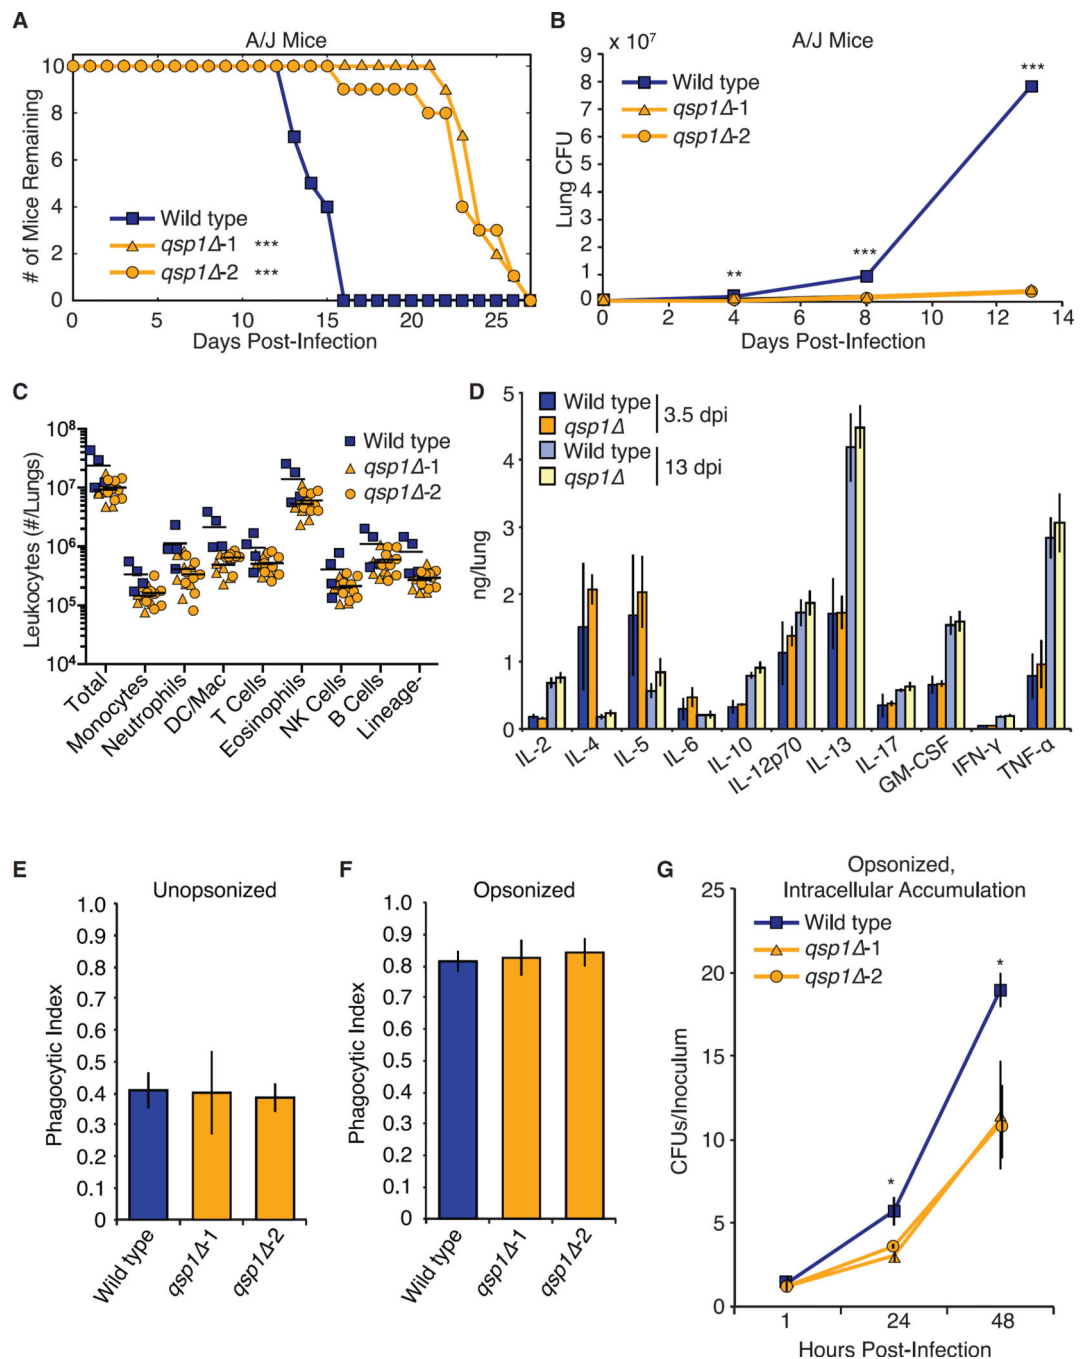 A
A/J Mice
# of Mice Remaining
10
8
6
4
2
0
Wild type
qsp1Δ-1 ***
qsp1Δ-2 ***
0 5 10 15 20 25
Days Post-Infection
B
x 10⁷
A/J Mice
Lung CFU
9
8
7
6
5
4
3
2
1
0
Wild type
qsp1Δ-1
qsp1Δ-2
**
***
***
0 2 4 6 8 10 12 14
Days Post-Infection
C
Leukocytes (#/Lungs)
10⁸
10⁷
10⁶
10⁵
10⁴
Wild type
qsp1Δ-1
qsp1Δ-2
Total
Monocytes
Neutrophils
DC/Mac
T Cells
Eosinophils
NK Cells
B Cells
Lineage-
D
ng/lung
5
4
3
2
1
0
Wild type
qsp1Δ
3.5 dpi
Wild type
qsp1Δ
13 dpi
IL-2
IL-4
IL-5
IL-6
IL-10
IL-12p70
IL-13
IL-17
GM-CSF
IFN-γ
TNF-α
E
Unopsonized
Phagocytic Index
1.0
0.9
0.8
0.7
0.6
0.5
0.4
0.3
0.2
0.1
0
Wild type
qsp1Δ-1
qsp1Δ-2
F
Opsonized
Phagocytic Index
1.0
0.9
0.8
0.7
0.6
0.5
0.4
0.3
0.2
0.1
0
Wild type
qsp1Δ-1
qsp1Δ-2
G
Opsonized,
Intracellular Accumulation
CFUs/Inoculum
25
20
15
10
5
0
Wild type
qsp1Δ-1
qsp1Δ-2
*
*
1 24 48
Hours Post-Infection